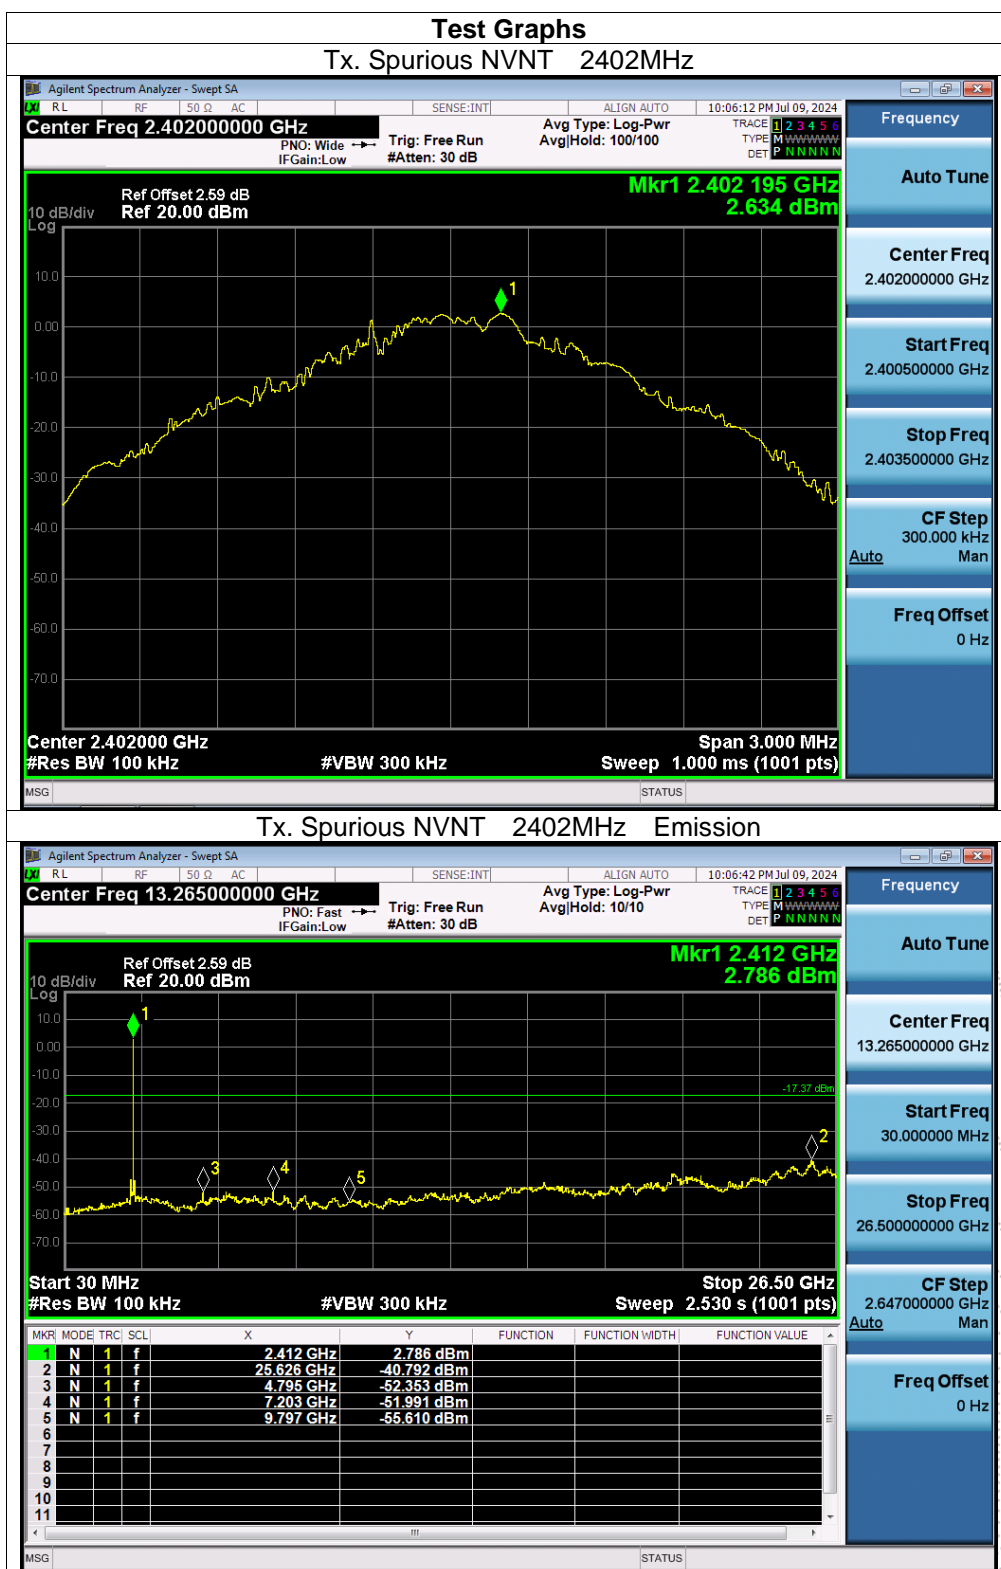 Test Graphs
Tx. Spurious NVNT 2402MHz
Agilent Spectrum Analyzer - Swept SA
LXI RL RF 50 Ω AC SENSE:INT ALIGN AUTO 10:06:12 PM Jul 09, 2024
Center Freq 2.402000000 GHz
PNO: Wide
IFGain:Low
Trig: Free Run
#Atten: 30 dB
Avg Type: Log-Pwr
Avg|Hold: 100/100
TRACE 1 2 3 4 5 6
TYPE M WWWWW
DET P N N N N N
Mkr1 2.402 195 GHz
2.634 dBm
Ref Offset 2.59 dB
10 dB/div Ref 20.00 dBm
Log
10.0
0.00
-10.0
-20.0
-30.0
-40.0
-50.0
-60.0
-70.0
1
Center 2.402000 GHz Span 3.000 MHz
#Res BW 100 kHz #VBW 300 kHz Sweep 1.000 ms (1001 pts)
MSG STATUS
Frequency
Auto Tune
Center Freq
2.402000000 GHz
Start Freq
2.400500000 GHz
Stop Freq
2.403500000 GHz
CF Step
300.000 kHz
Auto Man
Freq Offset
0 Hz
Tx. Spurious NVNT 2402MHz Emission
Agilent Spectrum Analyzer - Swept SA
LXI RL RF 50 Ω AC SENSE:INT ALIGN AUTO 10:06:42 PM Jul 09, 2024
Center Freq 13.265000000 GHz
PNO: Fast
IFGain:Low
Trig: Free Run
#Atten: 30 dB
Avg Type: Log-Pwr
Avg|Hold: 10/10
TRACE 1 2 3 4 5 6
TYPE M WWWWW
DET P N N N N N
Mkr1 2.412 GHz
2.786 dBm
Ref Offset 2.59 dB
10 dB/div Ref 20.00 dBm
Log
10.0
0.00
-10.0
-20.0
-30.0
-40.0
-50.0
-60.0
-70.0
1
-17.37 dBm
2
3
4
5
Start 30 MHz Stop 26.50 GHz
#Res BW 100 kHz #VBW 300 kHz Sweep 2.530 s (1001 pts)
MKR MODE TRC SCL X Y FUNCTION FUNCTION WIDTH FUNCTION VALUE
1 N 1 f 2.412 GHz 2.786 dBm
2 N 1 f 25.626 GHz -40.792 dBm
3 N 1 f 4.795 GHz -52.353 dBm
4 N 1 f 7.203 GHz -51.991 dBm
5 N 1 f 9.797 GHz -55.610 dBm
6
7
8
9
10
11
MSG STATUS
Frequency
Auto Tune
Center Freq
13.265000000 GHz
Start Freq
30.000000 MHz
Stop Freq
26.500000000 GHz
CF Step
2.647000000 GHz
Auto Man
Freq Offset
0 Hz